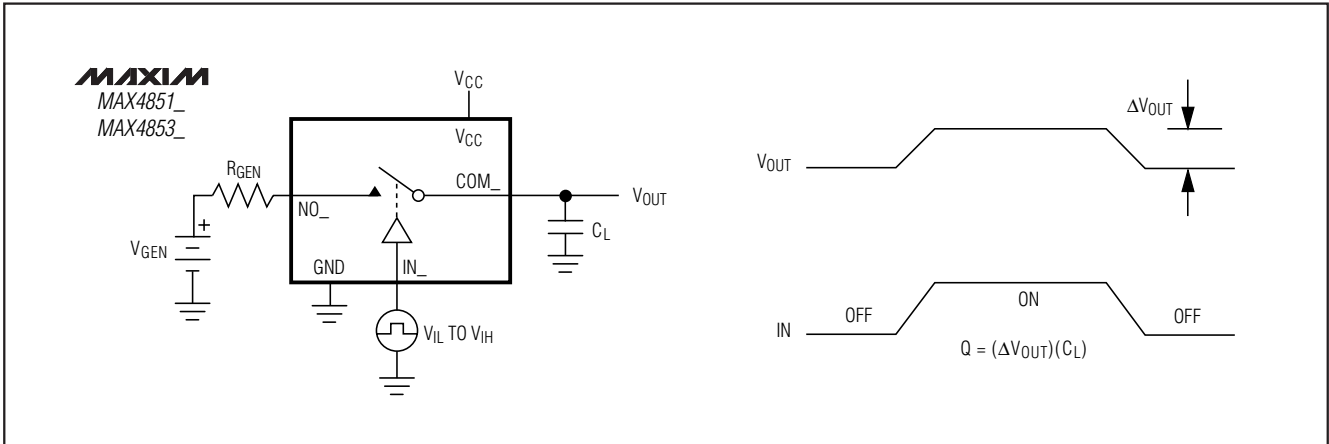 MAXIM
MAX4851_
MAX4853_
VCC
VCC
RGEN
NO_
COM_
VOUT
CL
VGEN
+
GND
IN_
VIL TO VIH
ΔVOUT
VOUT
IN
OFF
ON
OFF
Q = (ΔVOUT)(CL)